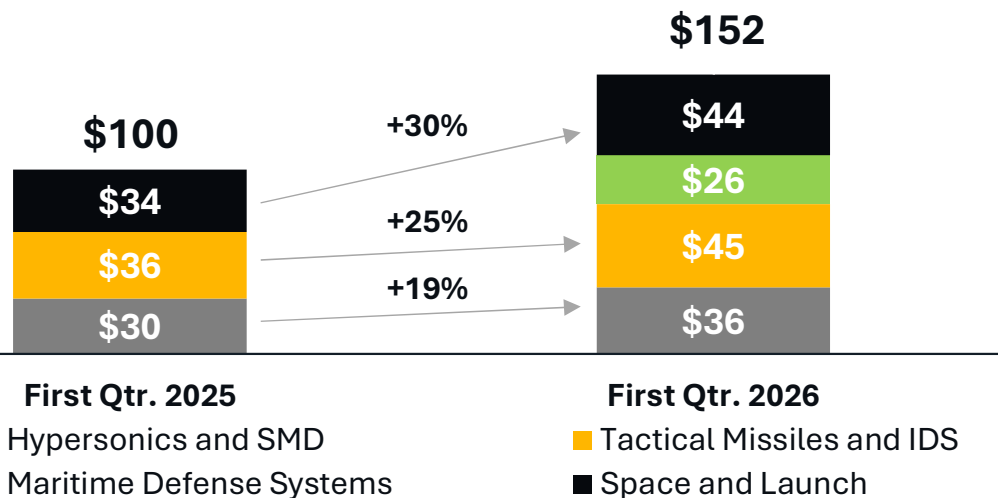 $152
$100
+30%
$44
$34
$26
+25%
$36
$45
+19%
$30
$36
First Qtr. 2025
First Qtr. 2026
Hypersonics and SMD
Tactical Missiles and IDS
Maritime Defense Systems
Space and Launch